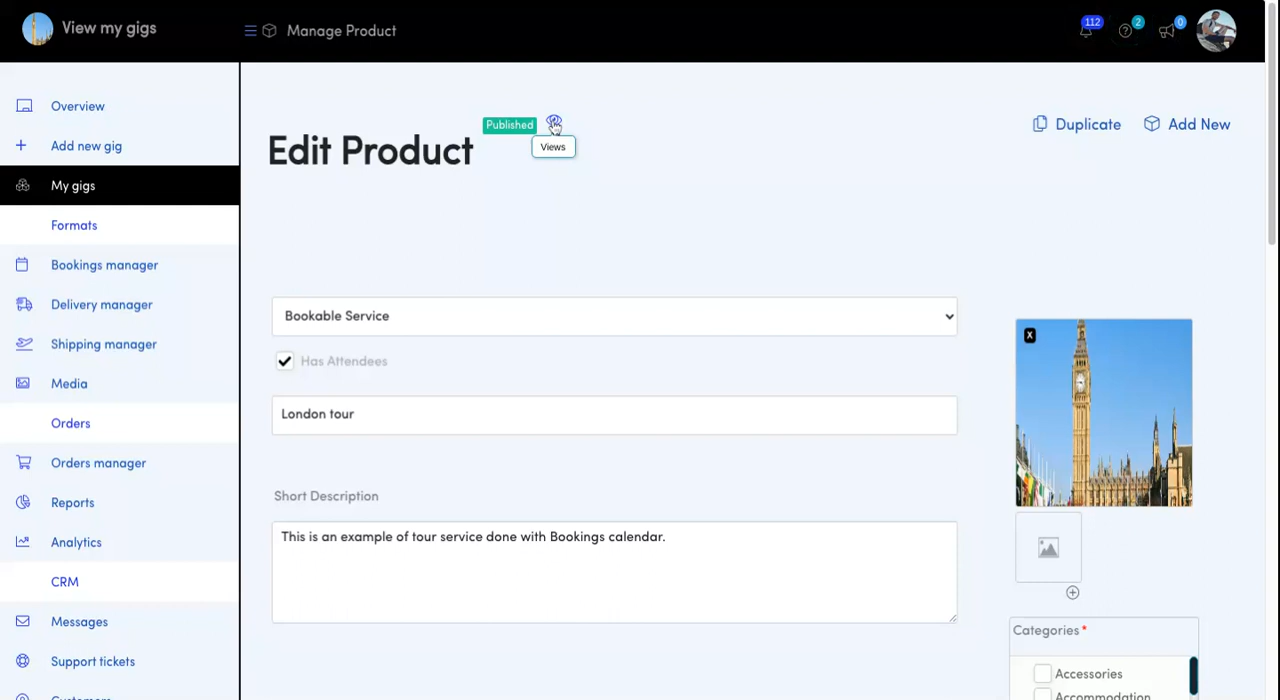 View my gigs
Manage Product
112
2
0
Overview
Add new gig
My gigs
Formats
Bookings manager
Delivery manager
Shipping manager
Media
Orders
Orders manager
Reports
Analytics
CRM
Messages
Support tickets
Customers
Edit Product
Published
Views
Duplicate
Add New
Bookable Service
Has Attendees
London tour
Short Description
This is an example of tour service done with Bookings calendar.
X
Categories *
Accessories
Accommodation